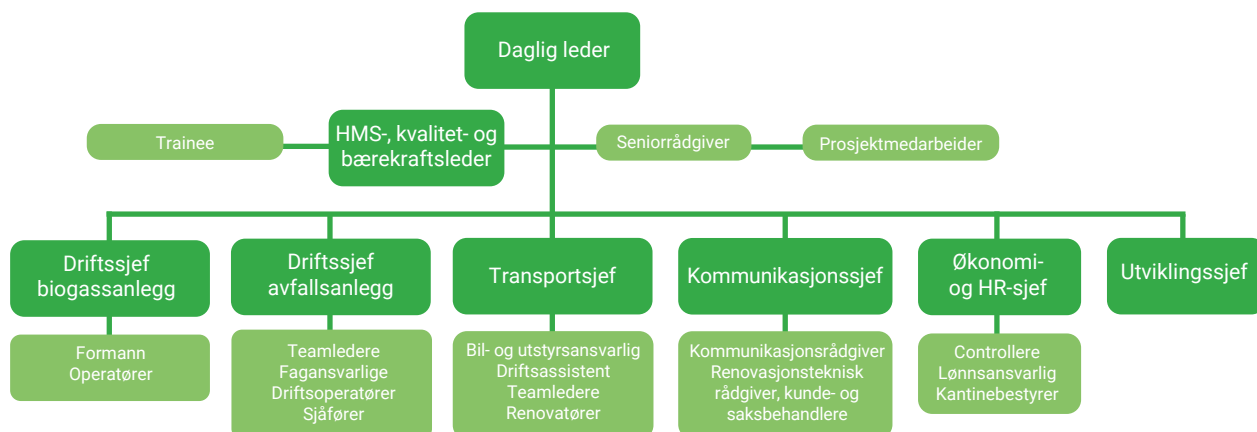 Daglig leder
Trainee
HMS-, kvalitet- og
bærekraftsleder
Seniorrådgiver
Prosjektmedarbeider
Driftssjef
biogassanlegg
Driftssjef
avfallsanlegg
Transportsjef
Kommunikasjonssjef
Økonomi-
og HR-sjef
Utviklingssjef
Formann
Operatører
Teamledere
Fagansvarlige
Driftsoperatører
Sjåfører
Bil- og utstyrsansvarlig
Driftsassistent
Teamledere
Renovatører
Kommunikasjonsrådgiver
Renovasjonsteknisk
rådgiver, kunde- og
saksbehandlere
Controllere
Lønnsansvarlig
Kantinebestyrer